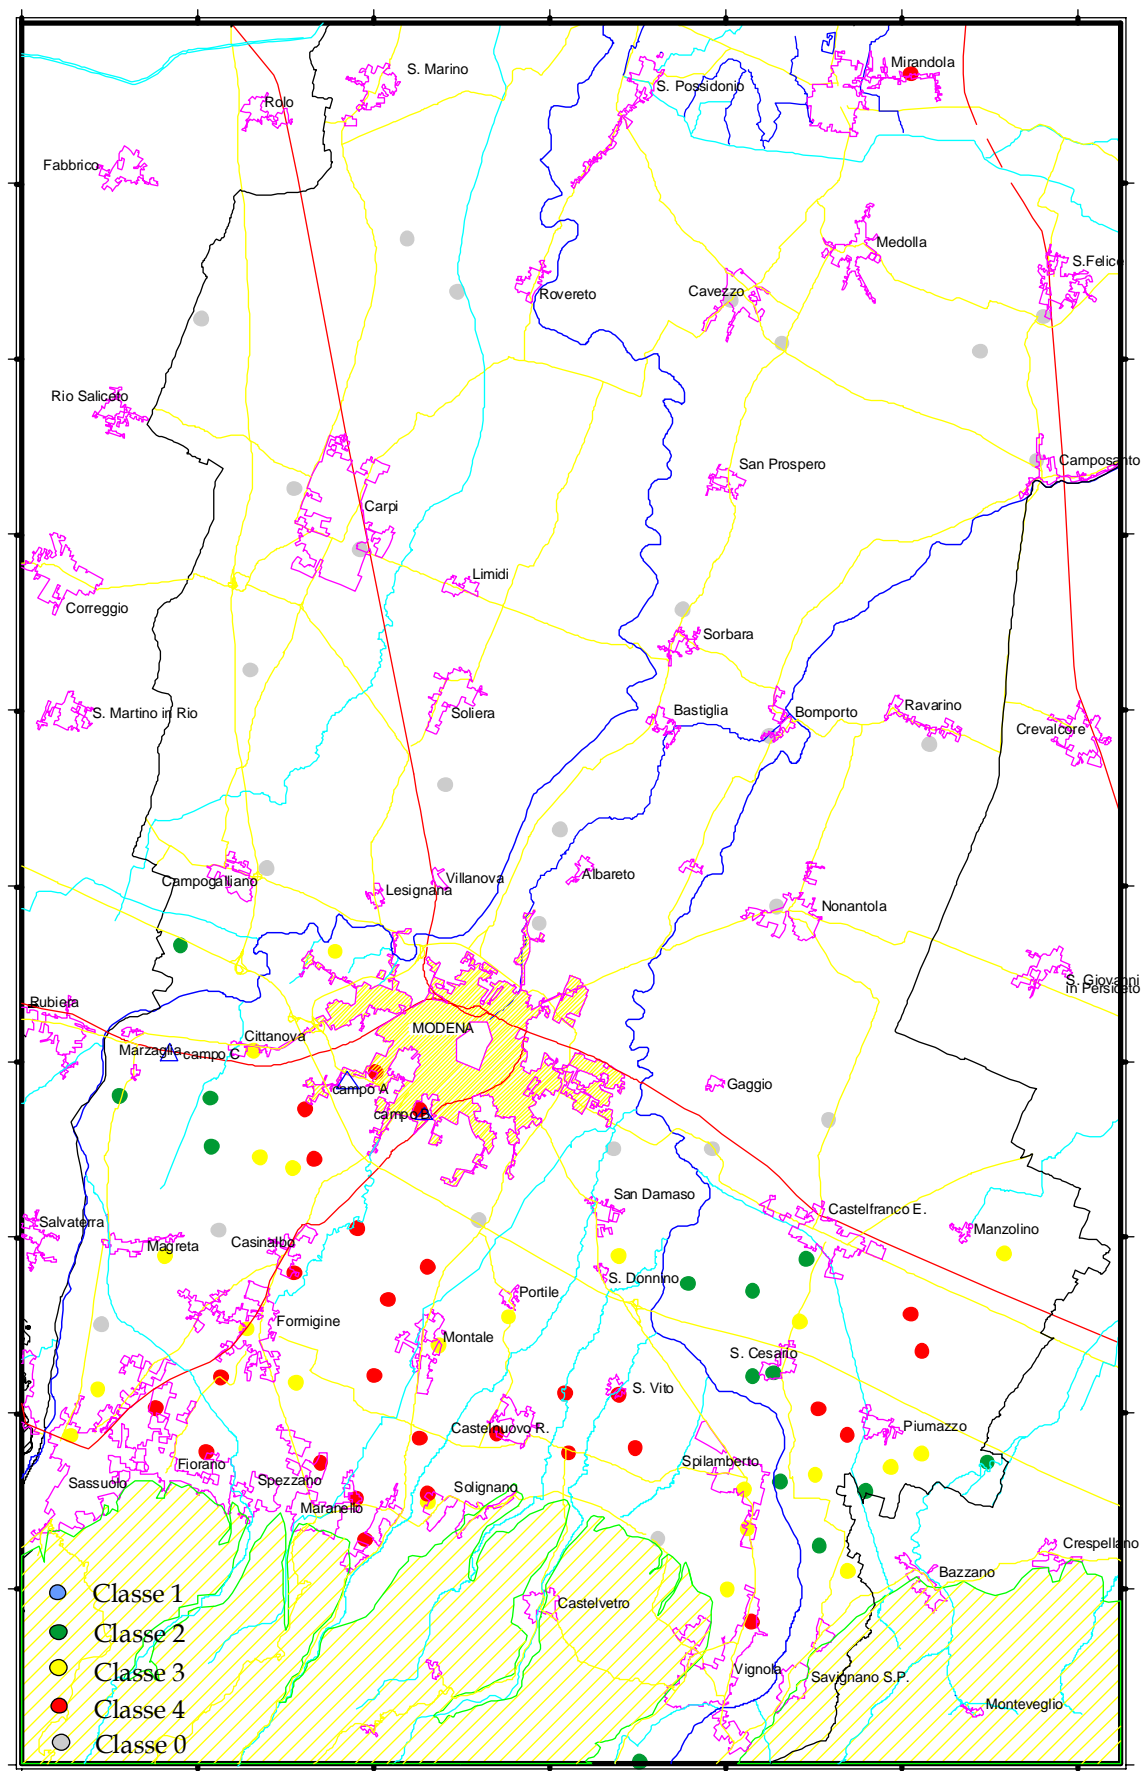 S. Marino
Mirandola
Rolo
S. Possidonio
Fabbrico
Medolla
S.Felice
Rovereto
Cavezzo
Rio Saliceto
San Prospero
Camposanto
Carpi
Limidi
Correggio
Sorbara
S. Martino in Rio
Soliera
Bastiglia
Bomporto
Ravarino
Crevalcore
Campogalliano
Lesignana
Villanova
Albareto
Nonantola
S. Giovanni
in Persiceto
Rubiera
MODENA
Cittanova
Marzaglia
campo C
campo A
campo B
Gaggio
San Damaso
Castelfranco E.
Salvaterra
Magreta
Casinalbo
Manzolino
S. Donnino
Portile
Formigine
Montale
S. Cesario
S. Vito
Castelnuovo R.
Piumazzo
Fiorano
Spilamberto
Sassuolo
Spezzano
Solignano
Maranello
Crespellano
Bazzano
Classe 1
Castelvetro
Classe 2
Classe 3
Vignola
Savignano S.P.
Classe 4
Monteveglio
Classe 0